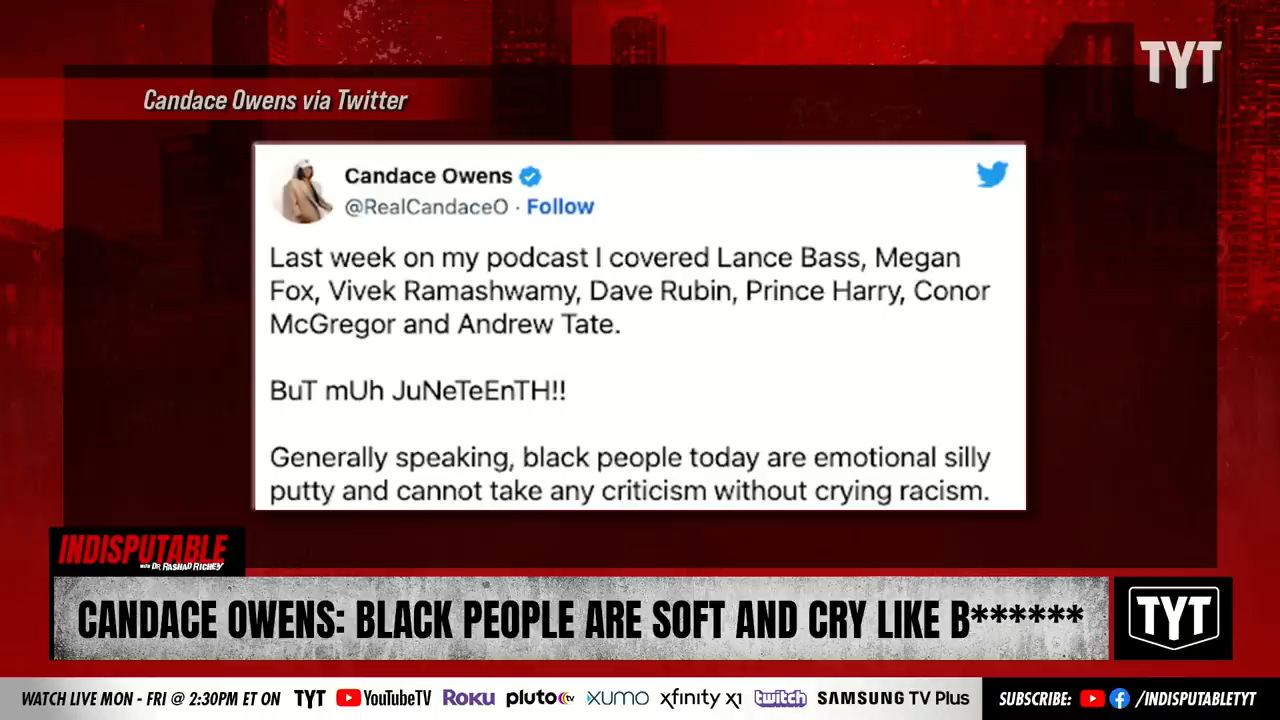 TYT
Candace Owens via Twitter
Candace Owens
@RealCandaceO · Follow
Last week on my podcast I covered Lance Bass, Megan
Fox, Vivek Ramashwamy, Dave Rubin, Prince Harry, Conor
McGregor and Andrew Tate.
BuT mUh JuNeTeEnTH!!
Generally speaking, black people today are emotional silly
putty and cannot take any criticism without crying racism.
INDISPUTABLE
WITH DR. RASHAD RICHEY
CANDACE OWENS: BLACK PEOPLE ARE SOFT AND CRY LIKE B******
TYT
WATCH LIVE MON - FRI @ 2:30PM ET ON TYT YouTubeTV ROKU pluto tv XUMO xfinity x1 twitch SAMSUNG TV Plus SUBSCRIBE: /INDISPUTABLETYT